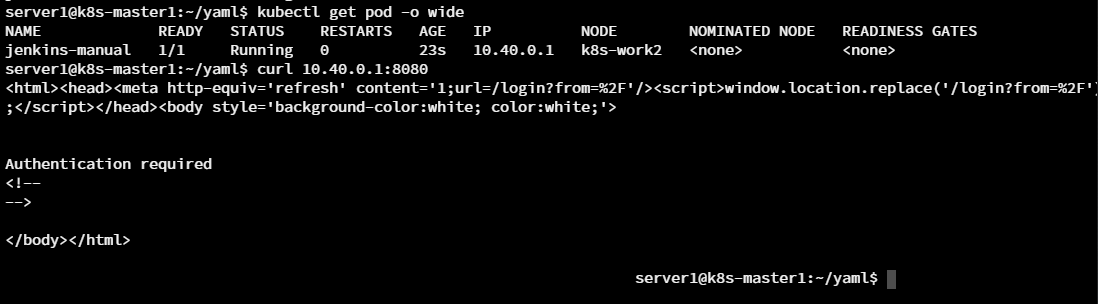 server1@k8s-master1:~/yaml$ kubectl get pod -o wide
NAME READY STATUS RESTARTS AGE IP NODE NOMINATED NODE READINESS GATES
jenkins-manual 1/1 Running 0 23s 10.40.0.1 k8s-work2 <none> <none>
server1@k8s-master1:~/yaml$ curl 10.40.0.1:8080
<html><head><meta http-equiv='refresh' content='1;url=/login?from=%2F'/><script>window.location.replace('/login?from=%2F')
;</script></head><body style='background-color:white; color:white;'>
Authentication required
<!--
-->
</body></html>
server1@k8s-master1:~/yaml$